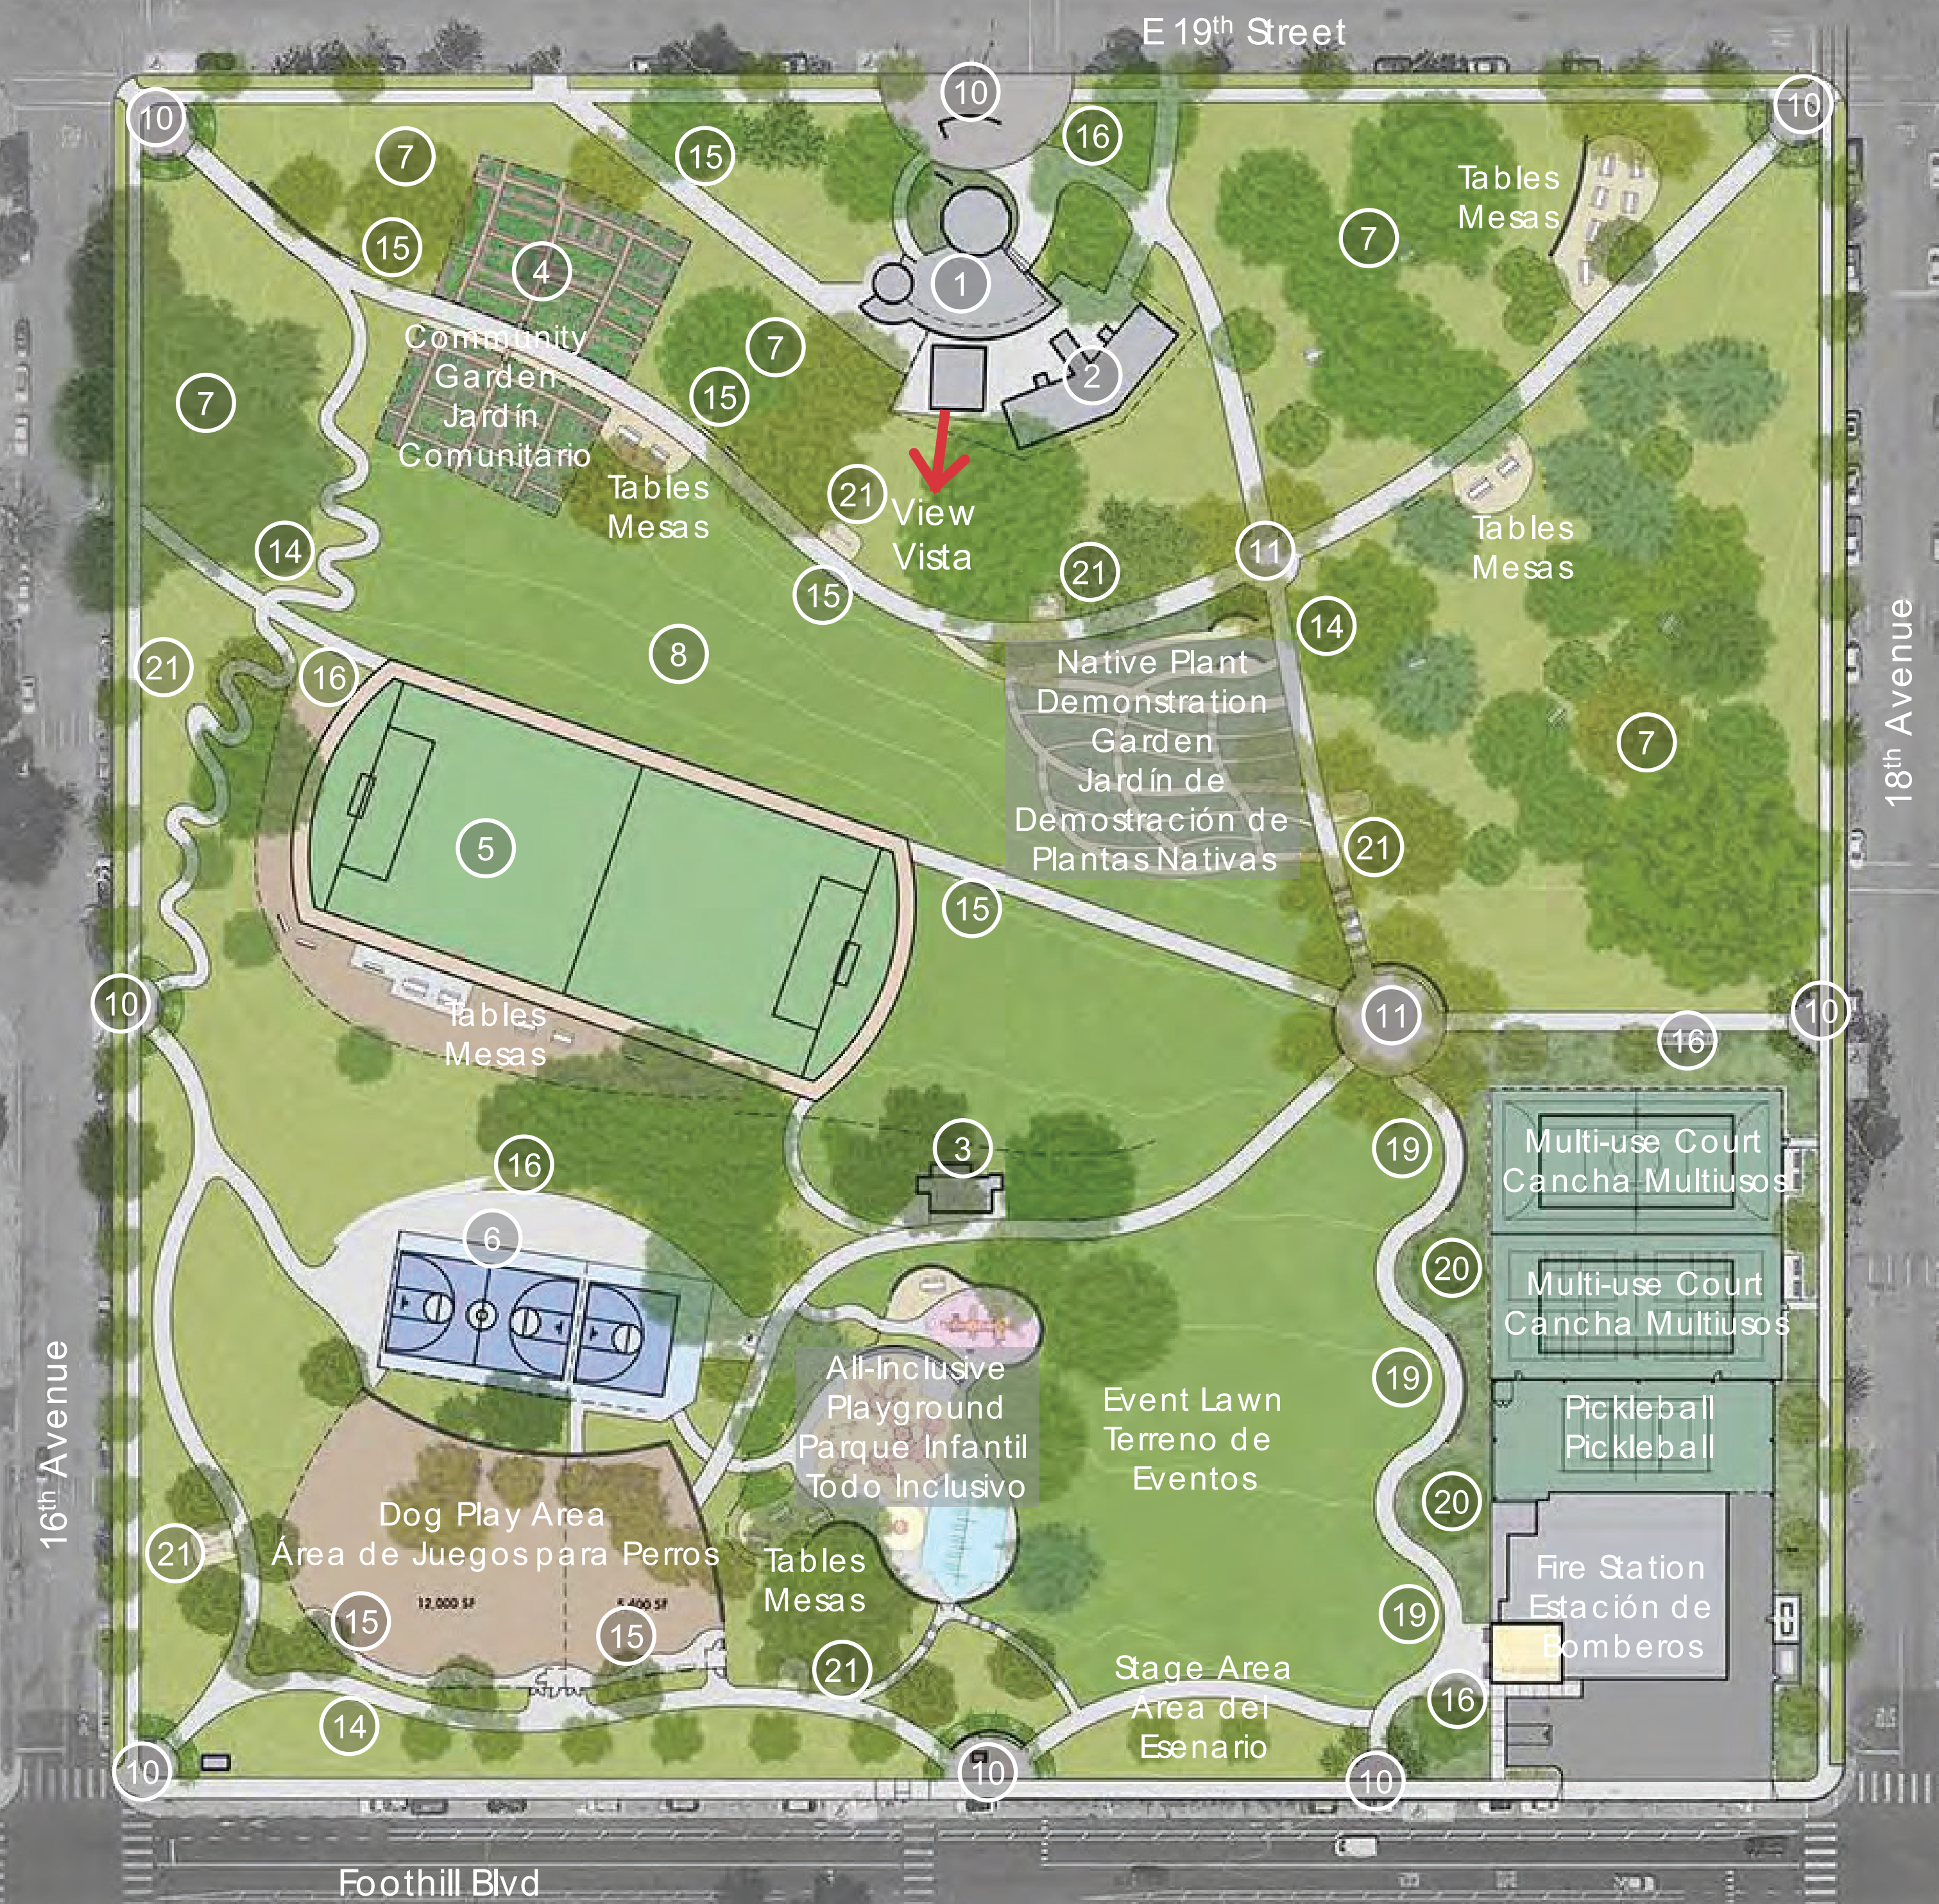 E 19th Street
10
10
10
16
7
15
Tables
Mesas
7
15
4
1
Community
Garden
Jardín
Comunitario
7
15
2
7
Tables
Mesas
21
View
Vista
Tables
Mesas
14
11
21
15
14
18th Avenue
8
21
16
Native Plant
Demonstration
Garden
Jardín de
Demostración de
Plantas Nativas
7
5
21
15
10
11
10
16
Tables
Mesas
3
16
19
Multi-use Court
Cancha Multiusos
6
20
Multi-use Court
Cancha Multiusos
16th Avenue
All-Inclusive
Playground
Parque Infantil
Todo Inclusivo
Event Lawn
Terreno de
Eventos
19
Pickleball
Pickleball
20
Dog Play Area
Área de Juegos para Perros
12,000 SF
5,400 SF
21
Tables
Mesas
Fire Station
Estación de
Bomberos
15
15
19
21
Stage Area
Área del
Esenario
16
14
10
10
10
Foothill Blvd